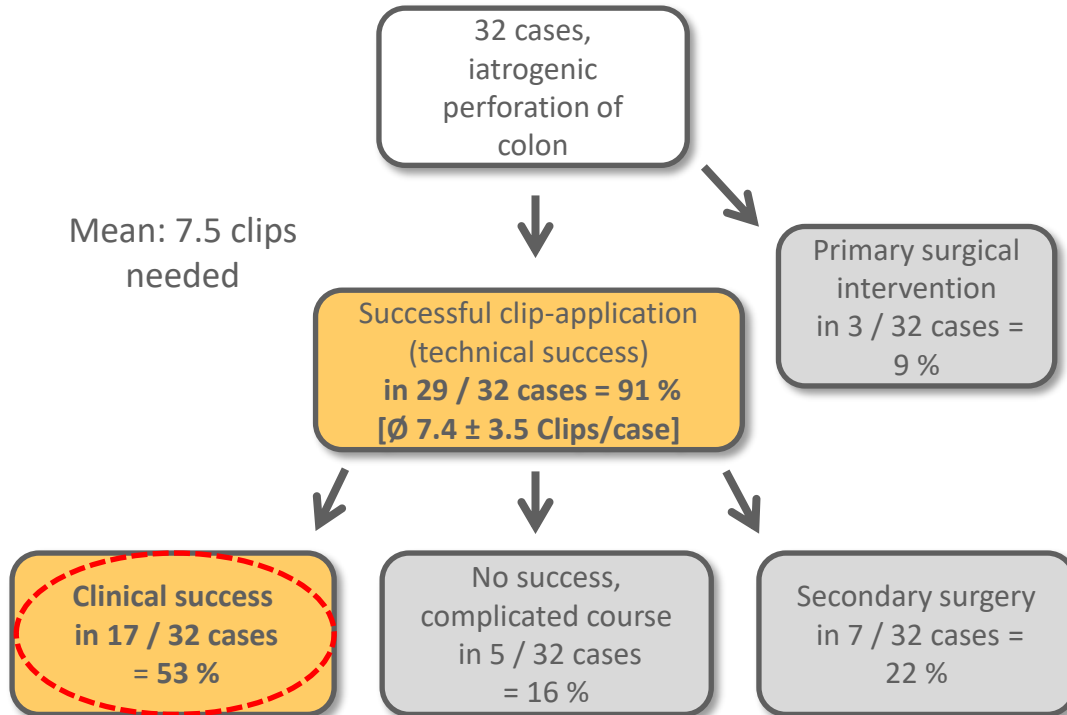 32 cases,
iatrogenic
perforation of
colon
Mean: 7.5 clips
needed
Primary surgical
intervention
in 3 / 32 cases =
9 %
Successful clip-application
(technical success)
in 29 / 32 cases = 91 %
[Ø 7.4 ± 3.5 Clips/case]
Clinical success
in 17 / 32 cases
= 53 %
No success,
complicated course
in 5 / 32 cases
= 16 %
Secondary surgery
in 7 / 32 cases =
22 %